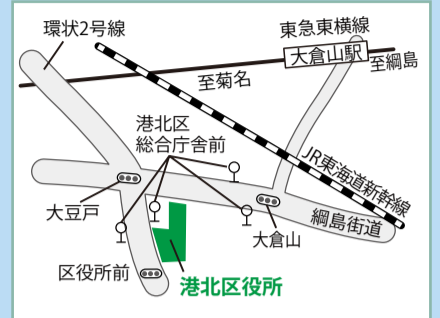 環状2号線
東急東横線
大倉山駅
至綱島
至菊名
港北区
総合庁舎前
JR東海道新幹線
大豆戸
大倉山
綱島街道
区役所前
港北区役所